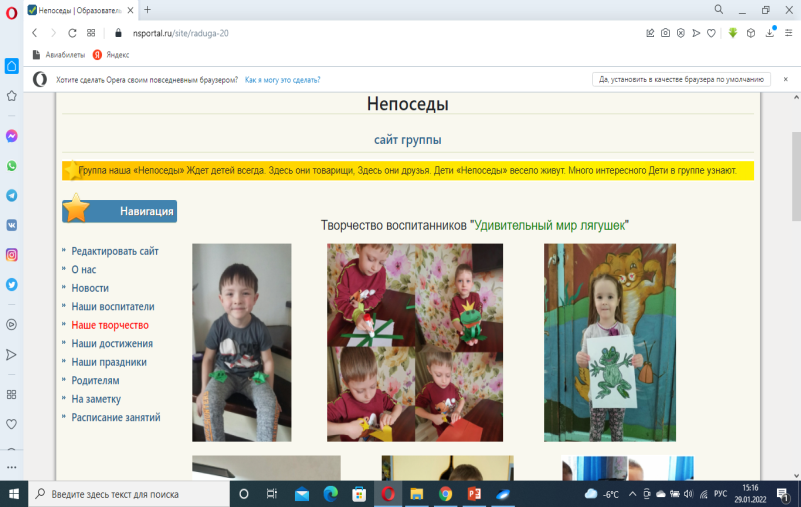 Непоседы | Образователь
nsportal.ru/site/raduga-20
Авиабилеты Яндекс
Хотите сделать Opera своим повседневным браузером? Как я могу это сделать? Да, установить в качестве браузера по умолчанию
Непоседы
сайт группы
Группа наша «Непоседы» Ждет детей всегда. Здесь они товарищи, Здесь они друзья. Дети «Непоседы» весело живут. Много интересного Дети в группе узнают.
Навигация
Творчество воспитанников "Удивительный мир лягушек"
Редактировать сайт
О нас
Новости
Наши воспитатели
Наше творчество
Наши достижения
Наши праздники
Родителям
На заметку
Расписание занятий
Введите здесь текст для поиска
-6°C РУС 15:16
29.01.2022
1